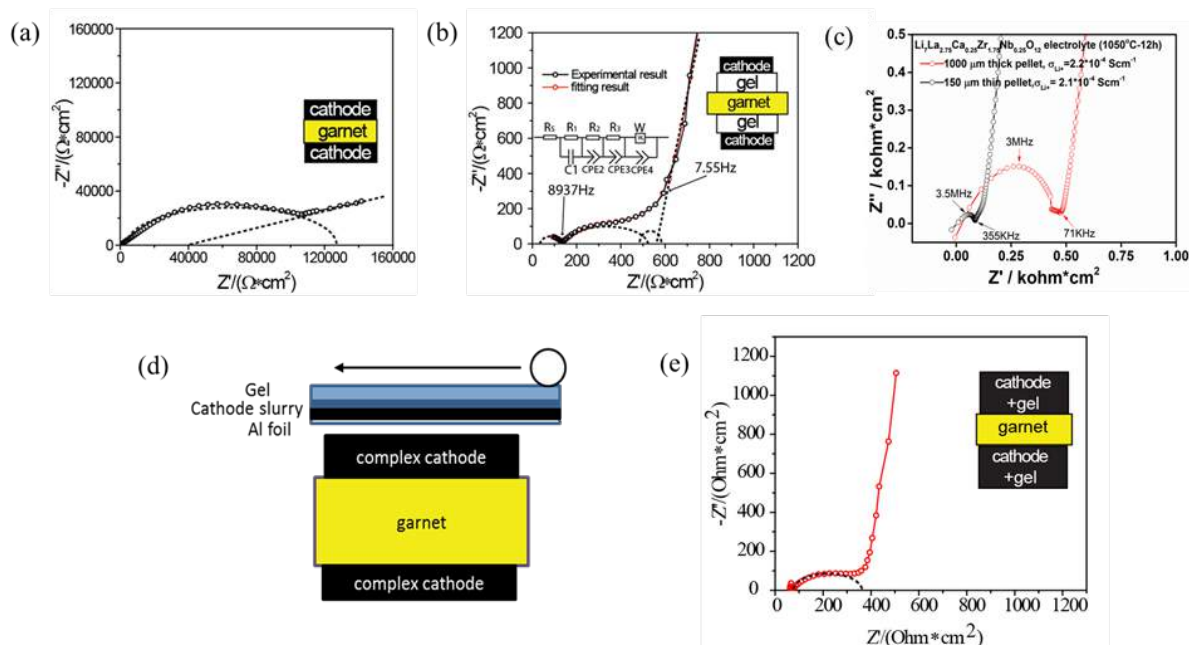 (a)
160000
120000
80000
40000
0
-Z''/(Ω*cm²)
cathode
garnet
cathode
0 40000 80000 120000 160000
Z'/(Ω*cm²)
(b)
1200
1000
800
600
400
200
0
-Z''/(Ω*cm²)
Experimental result
fitting result
R₅ R₁ R₂ R₃ W
C1 CPE2 CPE3 CPE4
8937Hz
7.55Hz
cathode
gel
garnet
gel
cathode
0 200 400 600 800 1000 1200
Z'/(Ω*cm²)
(c)
0.5
0.4
0.3
0.2
0.1
0.0
Z'' / kohm*cm²
Li₇La₂.₇₅Ca₀.₂₅Zr₁.₇₅Nb₀.₂₅O₁₂ electrolyte (1050°C-12h)
1000 μm thick pellet, σLi+ =2.2*10⁻⁴ Scm⁻¹
150 μm thin pellet,σLi+= 2.1*10⁻⁴ Scm⁻¹
3MHz
3.5MHz
355KHz
71KHz
0.00 0.25 0.50 0.75 1.00
Z' / kohm*cm²
(d)
Gel
Cathode slurry
Al foil
complex cathode
garnet
complex cathode
(e)
1200
1000
800
600
400
200
0
-Z''/(Ohm*cm²)
cathode
+gel
garnet
cathode
+gel
0 200 400 600 800 1000 1200
Z'/(Ohm*cm²)